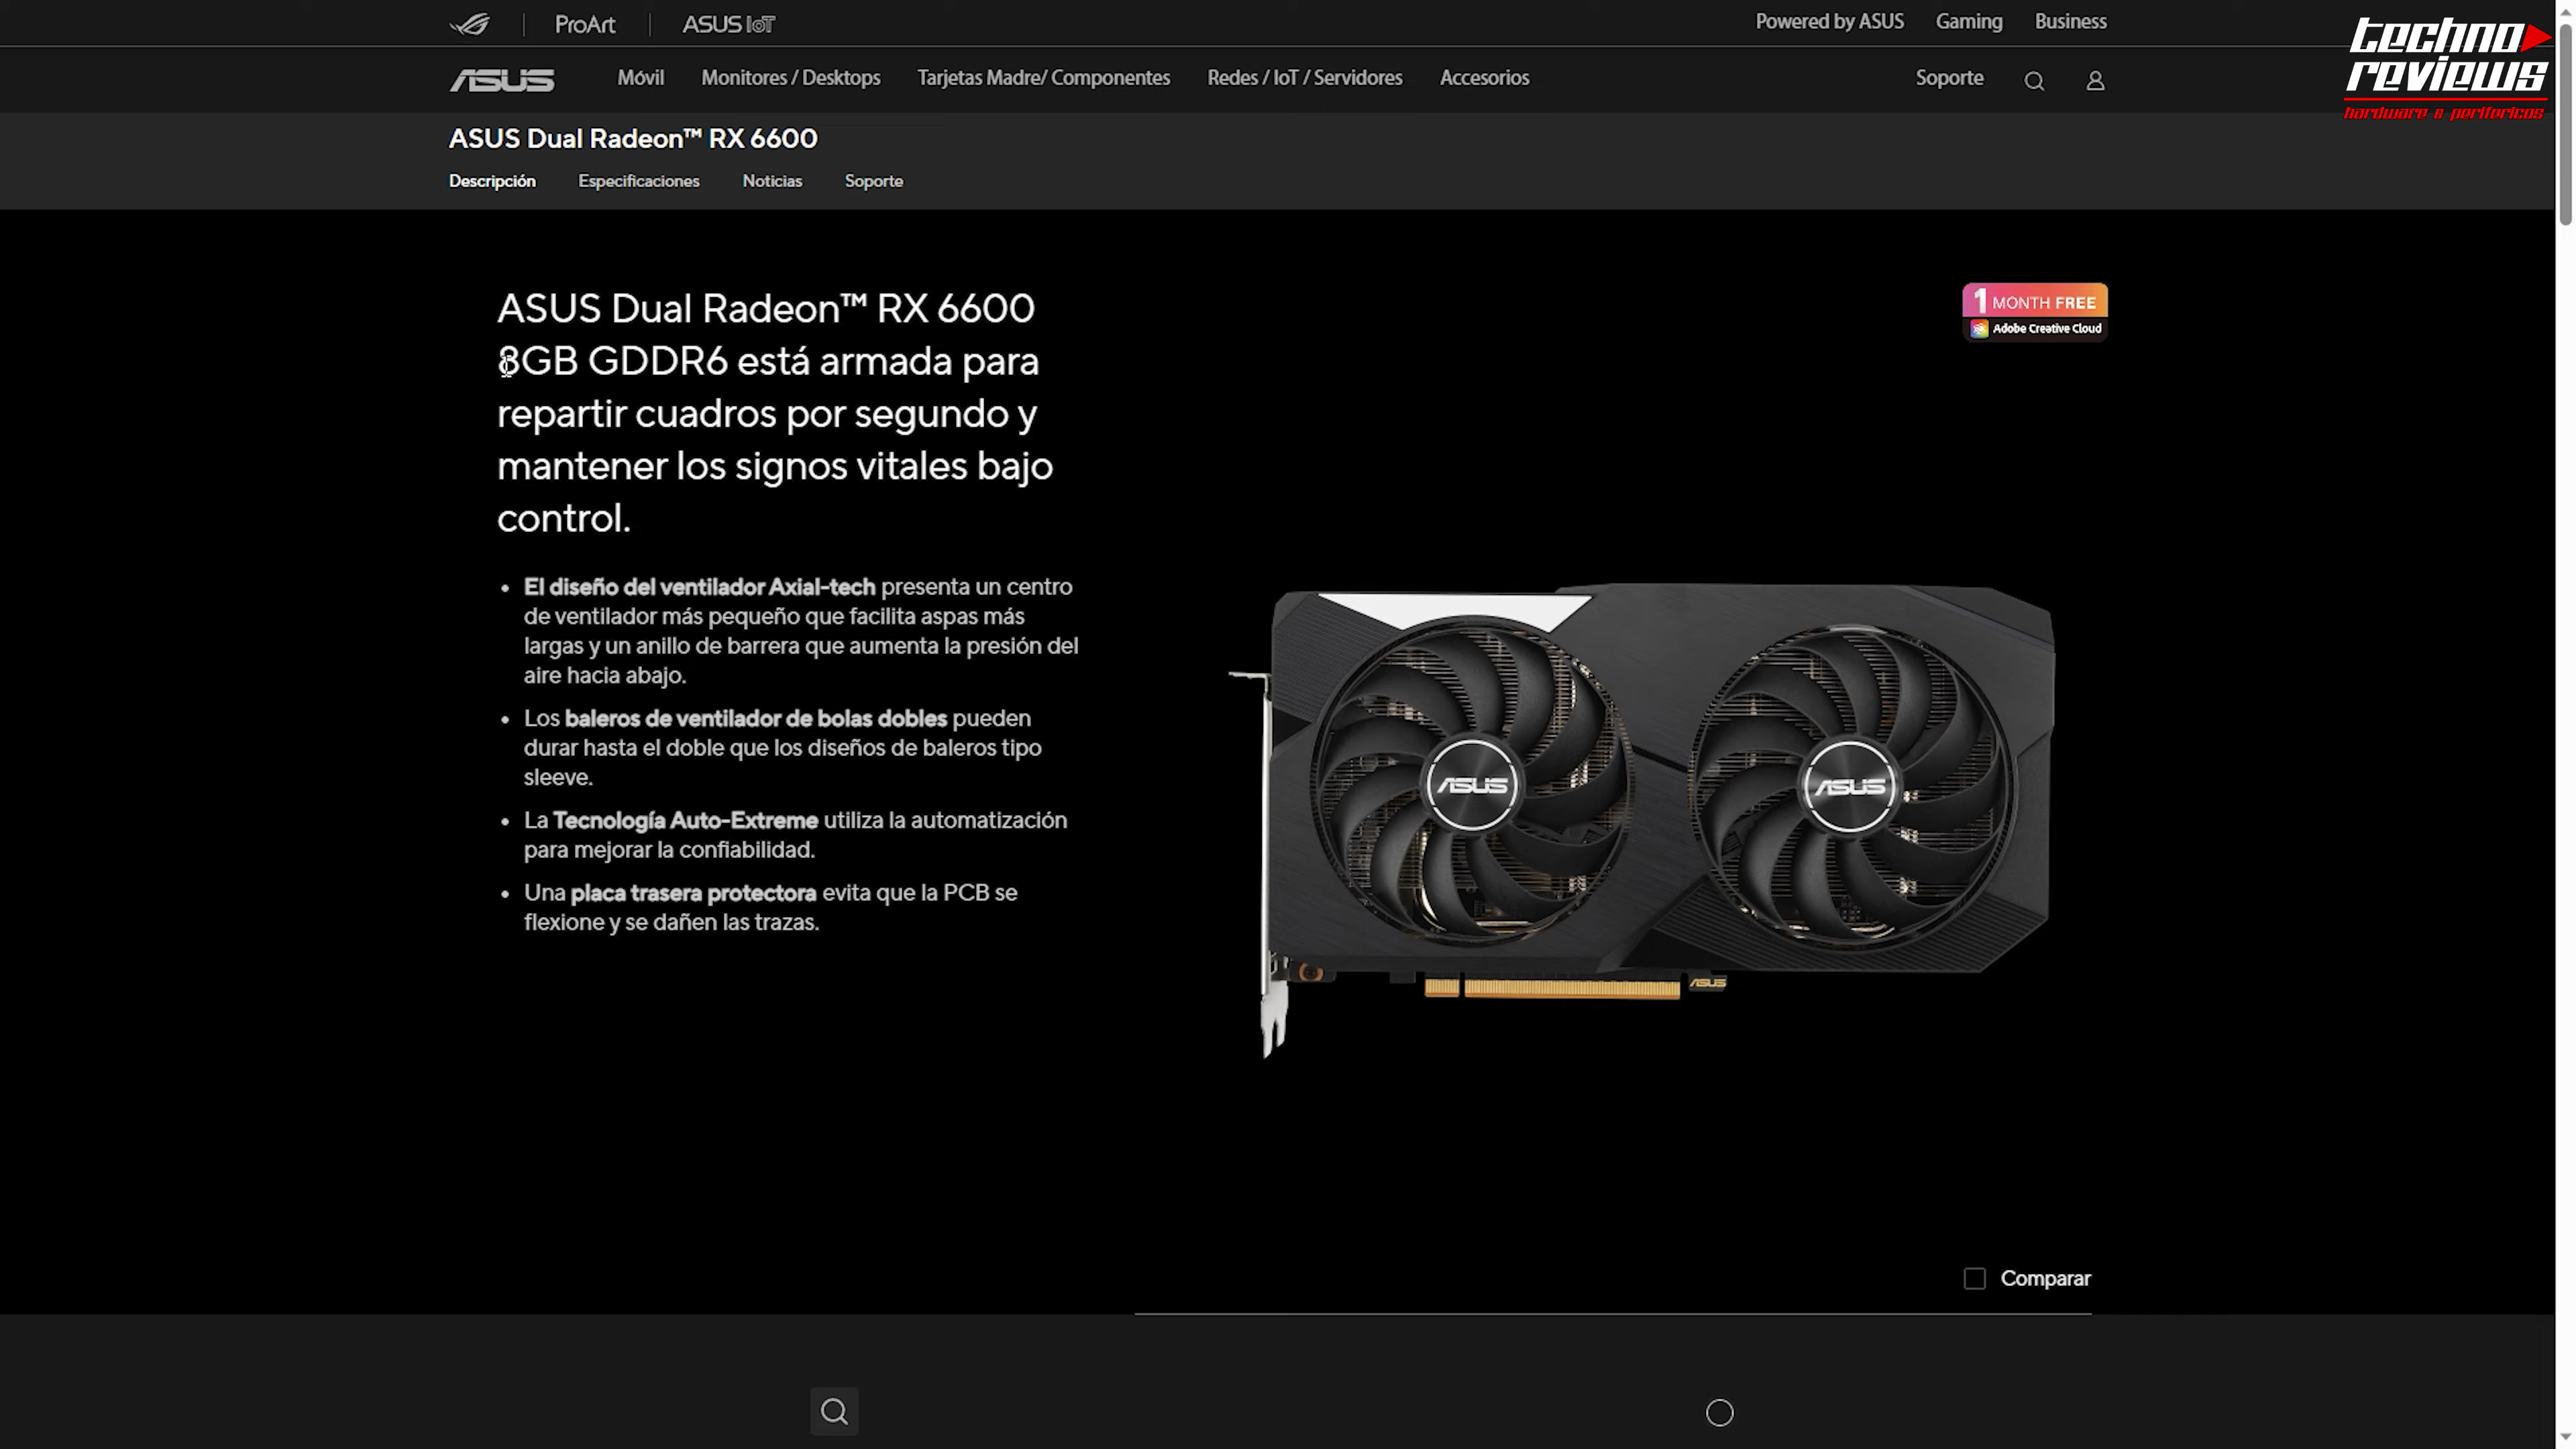 ProArt
ASUS IoT
Powered by ASUS
Gaming
Business
techno
reviews
hardware e perifericos
ASUS
Móvil
Monitores / Desktops
Tarjetas Madre/ Componentes
Redes / IoT / Servidores
Accesorios
Soporte
ASUS Dual Radeon™ RX 6600
Descripción
Especificaciones
Noticias
Soporte
ASUS Dual Radeon™ RX 6600
8GB GDDR6 está armada para
repartir cuadros por segundo y
mantener los signos vitales bajo
control.
1 MONTH FREE
Adobe Creative Cloud
• El diseño del ventilador Axial-tech presenta un centro
de ventilador más pequeño que facilita aspas más
largas y un anillo de barrera que aumenta la presión del
aire hacia abajo.
• Los baleros de ventilador de bolas dobles pueden
durar hasta el doble que los diseños de baleros tipo
sleeve.
• La Tecnología Auto-Extreme utiliza la automatización
para mejorar la confiabilidad.
• Una placa trasera protectora evita que la PCB se
flexione y se dañen las trazas.
ASUS
ASUS
ASUS
Comparar